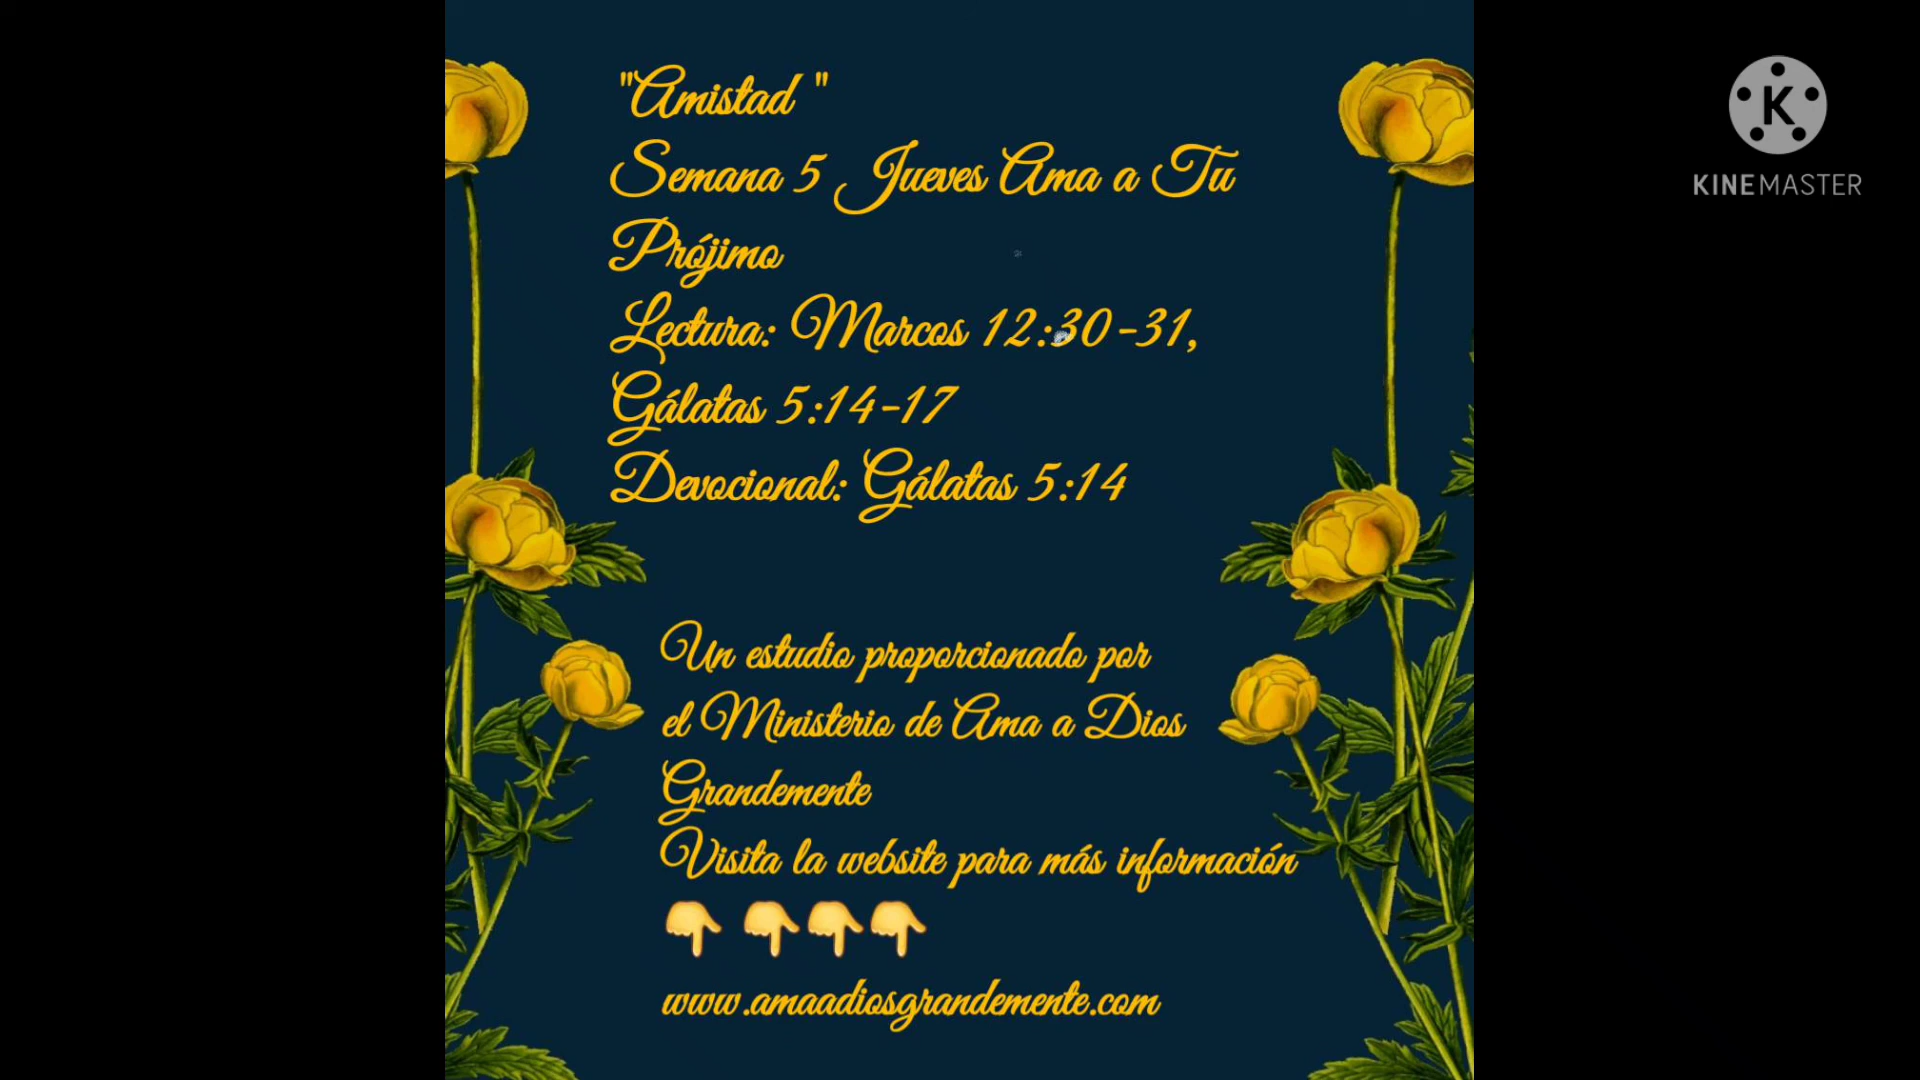 "Amistad "
Semana 5 Jueves Ama a Tu
Prójimo
Lectura: Marcos 12:30-31,
Gálatas 5:14-17
Devocional: Gálatas 5:14
Un estudio proporcionado por
el Ministerio de Ama a Dios
Grandemente
Visita la website para más información
👇 👇👇👇
www.amaadiosgrandemente.com
K
KINEMASTER